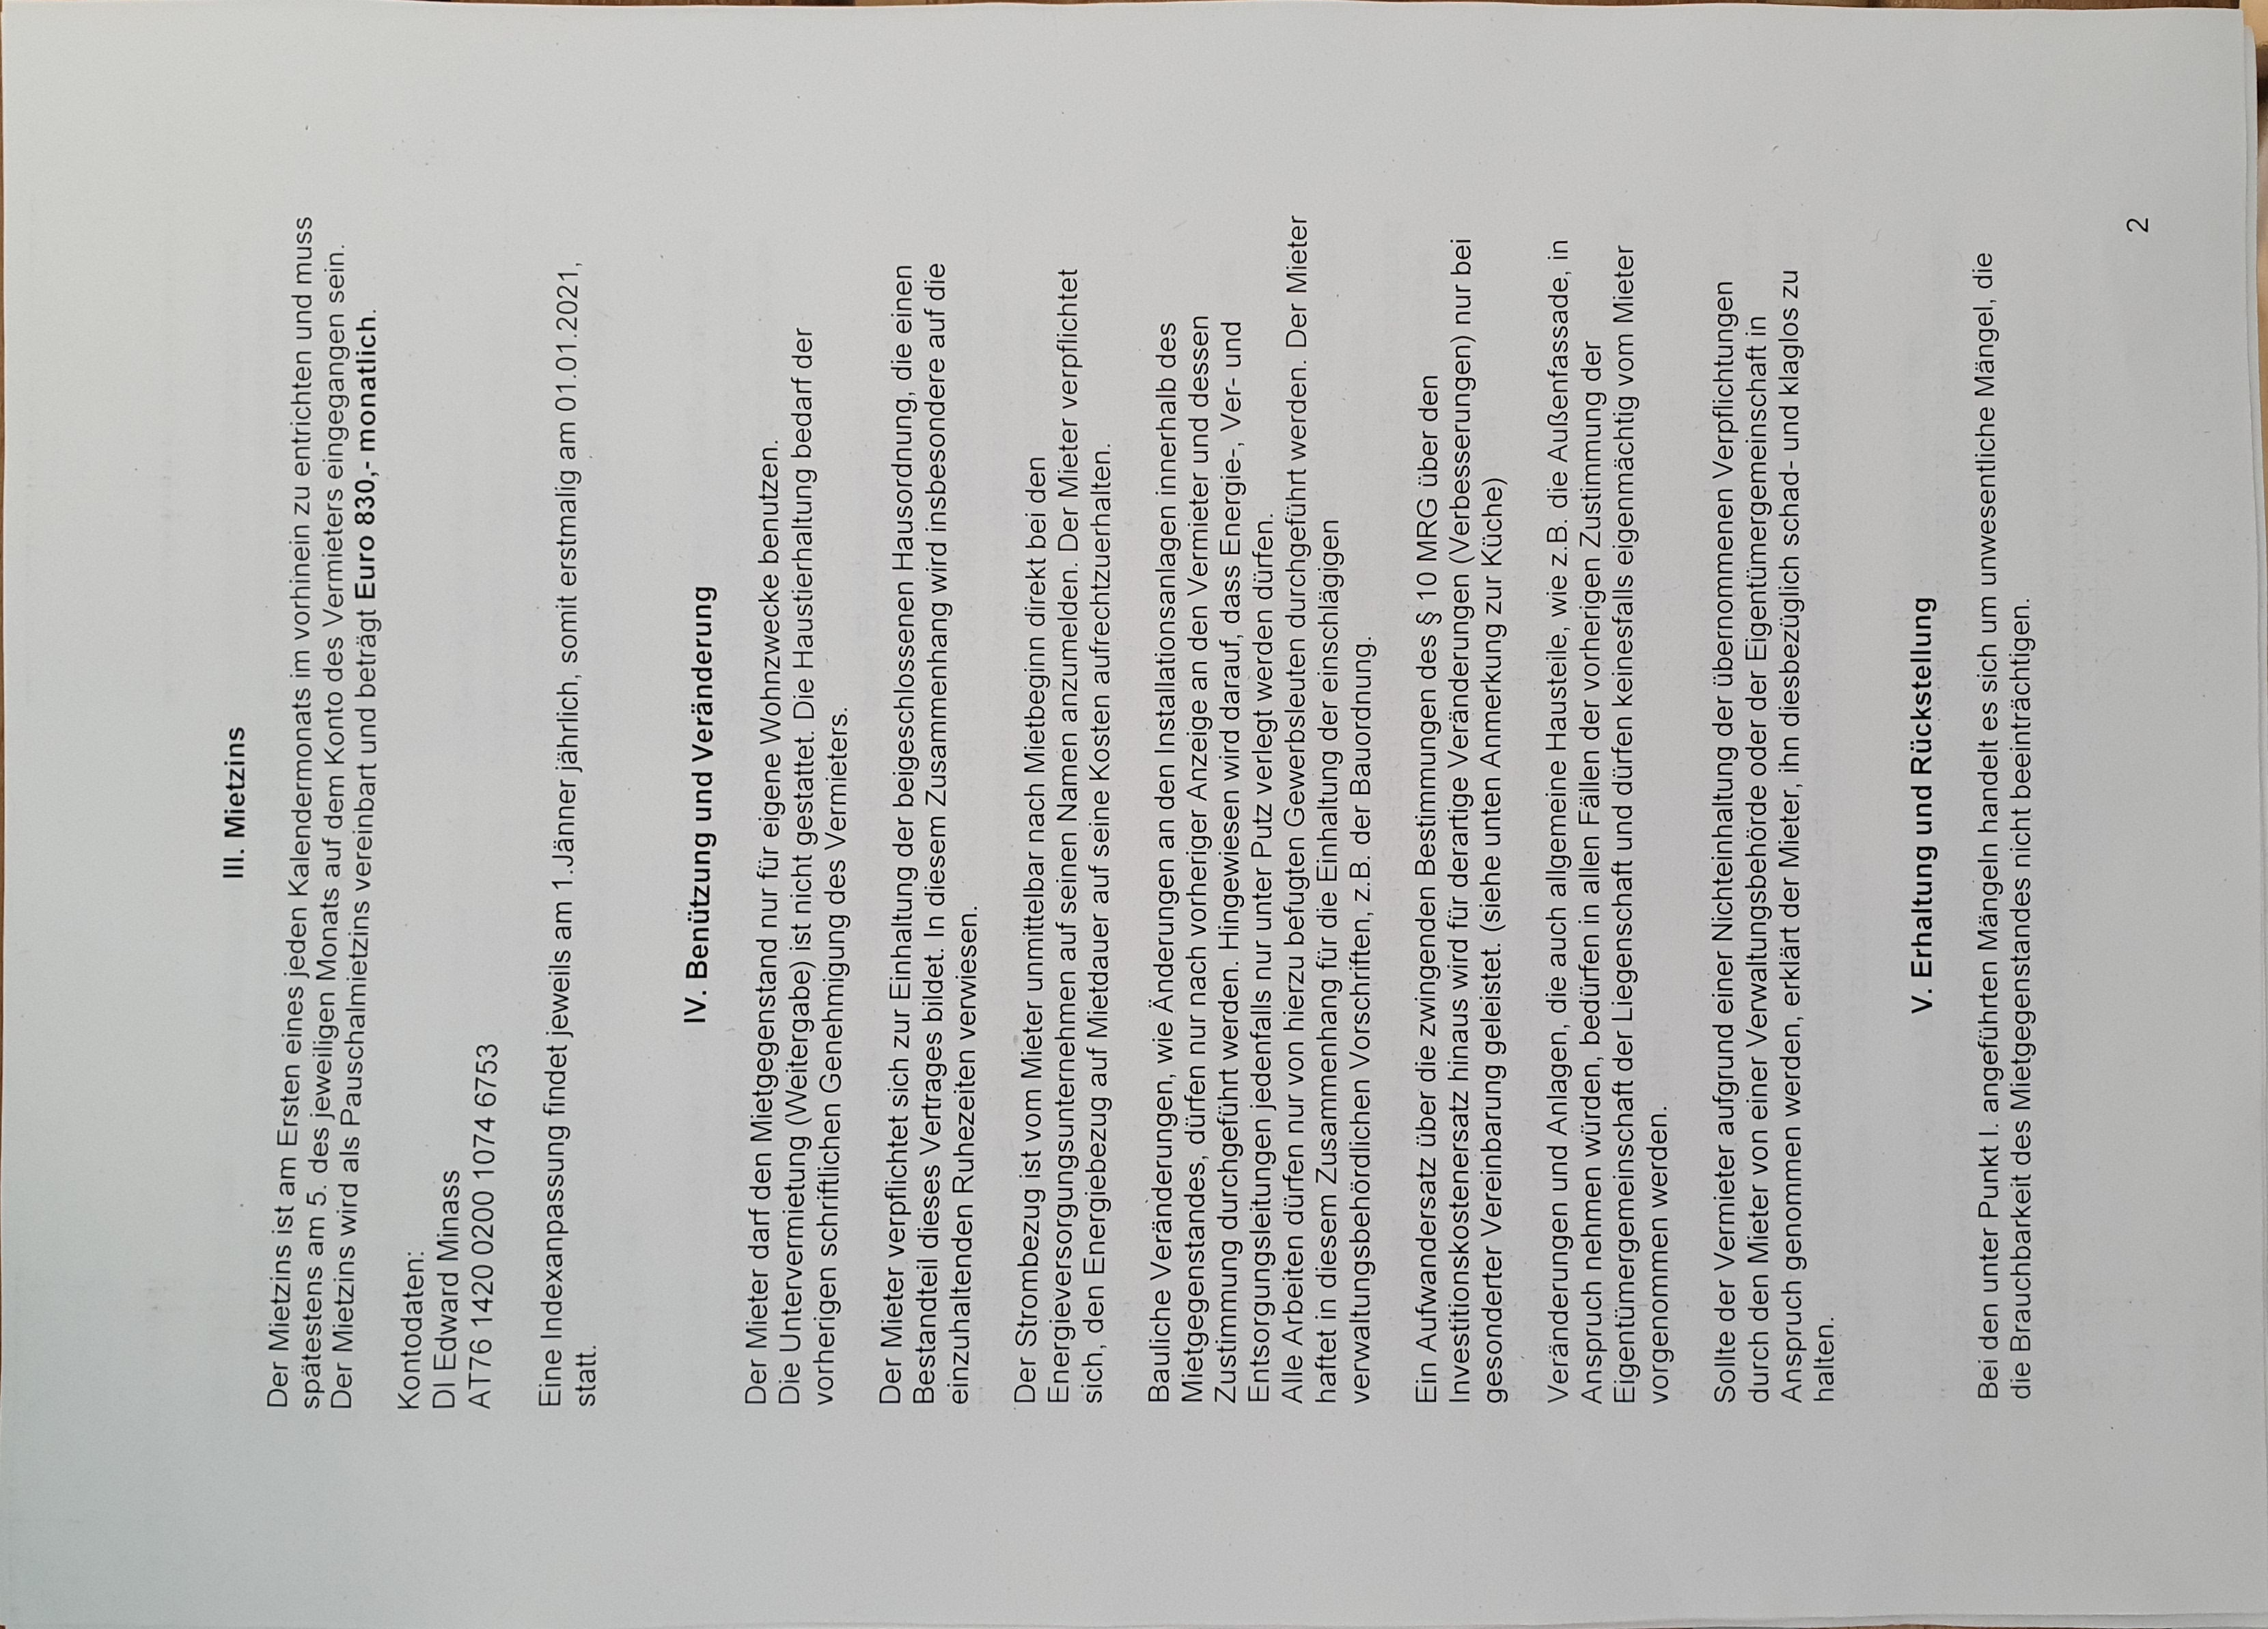 III. Mietzins
Der Mietzins ist am Ersten eines jeden Kalendermonats im vorhinein zu entrichten und muss
spätestens am 5. des jeweiligen Monats auf dem Konto des Vermieters eingegangen sein.
Der Mietzins wird als Pauschalmietzins vereinbart und beträgt Euro 830,- monatlich.
Kontodaten:
DI Edward Minass
AT76 1420 0200 1074 6753
Eine Indexanpassung findet jeweils am 1.Jänner jährlich, somit erstmalig am 01.01.2021,
statt.
IV. Benützung und Veränderung
Der Mieter darf den Mietgegenstand nur für eigene Wohnzwecke benutzen.
Die Untervermietung (Weitergabe) ist nicht gestattet. Die Haustierhaltung bedarf der
vorherigen schriftlichen Genehmigung des Vermieters.
Der Mieter verpflichtet sich zur Einhaltung der beigeschlossenen Hausordnung, die einen
Bestandteil dieses Vertrages bildet. In diesem Zusammenhang wird insbesondere auf die
einzuhaltenden Ruhezeiten verwiesen.
Der Strombezug ist vom Mieter unmittelbar nach Mietbeginn direkt bei den
Energieversorgungsunternehmen auf seinen Namen anzumelden. Der Mieter verpflichtet
sich, den Energiebezug auf Mietdauer auf seine Kosten aufrechtzuerhalten.
Bauliche Veränderungen, wie Änderungen an den Installationsanlagen innerhalb des
Mietgegenstandes, dürfen nur nach vorheriger Anzeige an den Vermieter und dessen
Zustimmung durchgeführt werden. Hingewiesen wird darauf, dass Energie-, Ver- und
Entsorgungsleitungen jedenfalls nur unter Putz verlegt werden dürfen.
Alle Arbeiten dürfen nur von hierzu befugten Gewerbsleuten durchgeführt werden. Der Mieter
haftet in diesem Zusammenhang für die Einhaltung der einschlägigen
verwaltungsbehördlichen Vorschriften, z.B. der Bauordnung.
Ein Aufwandersatz über die zwingenden Bestimmungen des § 10 MRG über den
Investitionskostenersatz hinaus wird für derartige Veränderungen (Verbesserungen) nur bei
gesonderter Vereinbarung geleistet. (siehe unten Anmerkung zur Küche)
Veränderungen und Anlagen, die auch allgemeine Hausteile, wie z.B. die Außenfassade, in
Anspruch nehmen würden, bedürfen in allen Fällen der vorherigen Zustimmung der
Eigentümergemeinschaft der Liegenschaft und dürfen keinesfalls eigenmächtig vom Mieter
vorgenommen werden.
Sollte der Vermieter aufgrund einer Nichteinhaltung der übernommenen Verpflichtungen
durch den Mieter von einer Verwaltungsbehörde oder der Eigentümergemeinschaft in
Anspruch genommen werden, erklärt der Mieter, ihn diesbezüglich schad- und klaglos zu
halten.
V. Erhaltung und Rückstellung
Bei den unter Punkt I. angeführten Mängeln handelt es sich um unwesentliche Mängel, die
die Brauchbarkeit des Mietgegenstandes nicht beeinträchtigen.
2